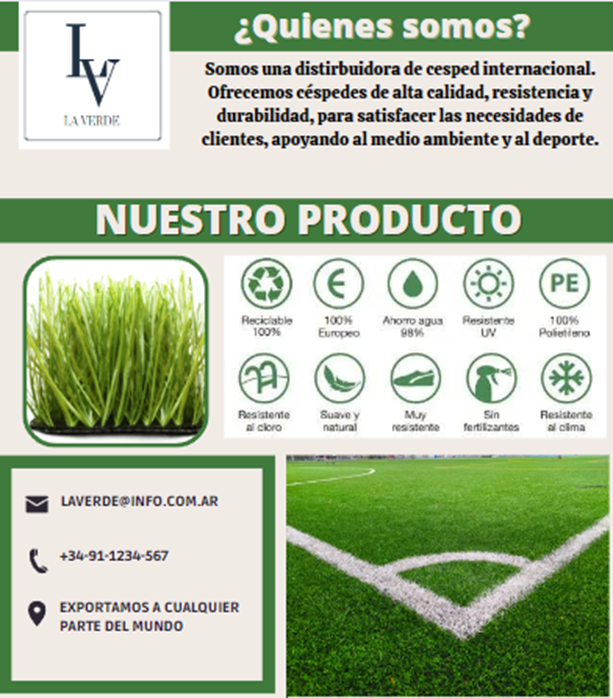 ¿Quienes somos?
LV
LA VERDE
Somos una distirbuidora de cesped internacional.
Ofrecemos céspedes de alta calidad, resistencia y
durabilidad, para satisfacer las necesidades de
clientes, apoyando al medio ambiente y al deporte.
NUESTRO PRODUCTO
PE
Reciclable
100%
100%
Europeo
Ahorro agua
98%
Resistente
UV
100%
Polietileno
Resistente
al cloro
Suave y
natural
Muy
resistente
Sin
fertilizantes
Resistente
al clima
LAVERDE@INFO.COM.AR
+34-91-1234-567
EXPORTAMOS A CUALQUIER
PARTE DEL MUNDO